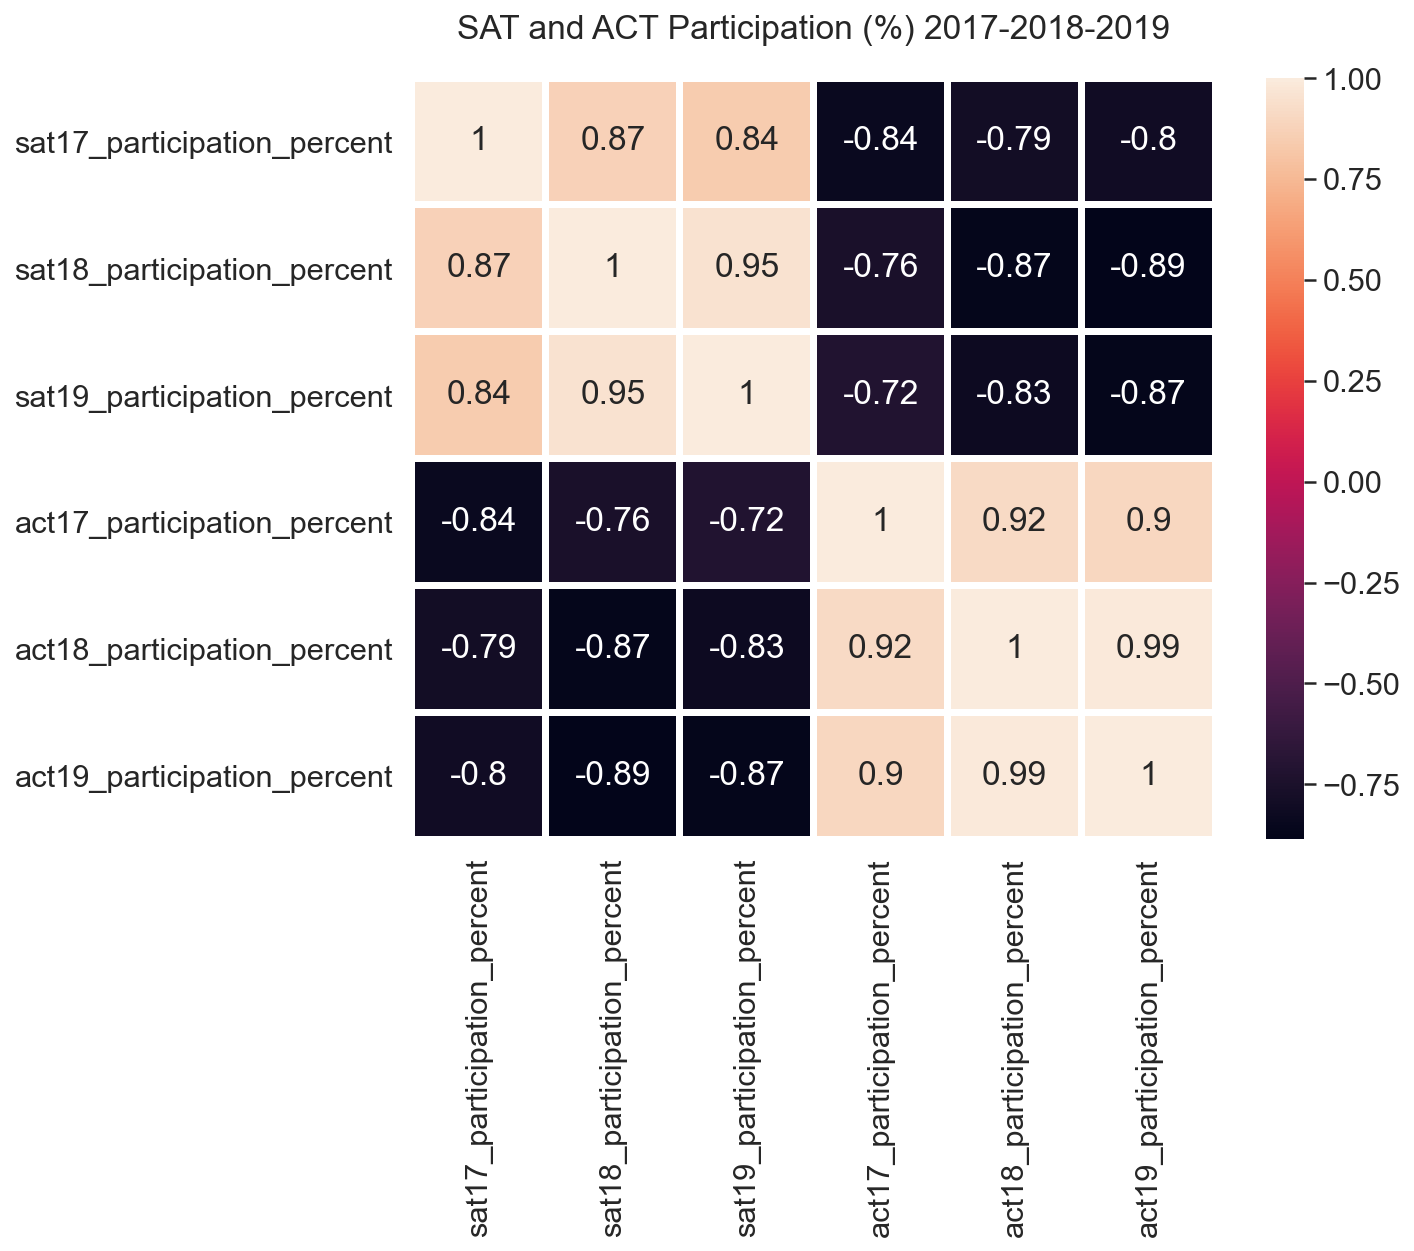 SAT and ACT Participation (%) 2017-2018-2019
sat17_participation_percent 1 0.87 0.84 -0.84 -0.79 -0.8
sat18_participation_percent 0.87 1 0.95 -0.76 -0.87 -0.89
sat19_participation_percent 0.84 0.95 1 -0.72 -0.83 -0.87
act17_participation_percent -0.84 -0.76 -0.72 1 0.92 0.9
act18_participation_percent -0.79 -0.87 -0.83 0.92 1 0.99
act19_participation_percent -0.8 -0.89 -0.87 0.9 0.99 1
sat17_participation_percent
sat18_participation_percent
sat19_participation_percent
act17_participation_percent
act18_participation_percent
act19_participation_percent
1.00
0.75
0.50
0.25
0.00
−0.25
−0.50
−0.75